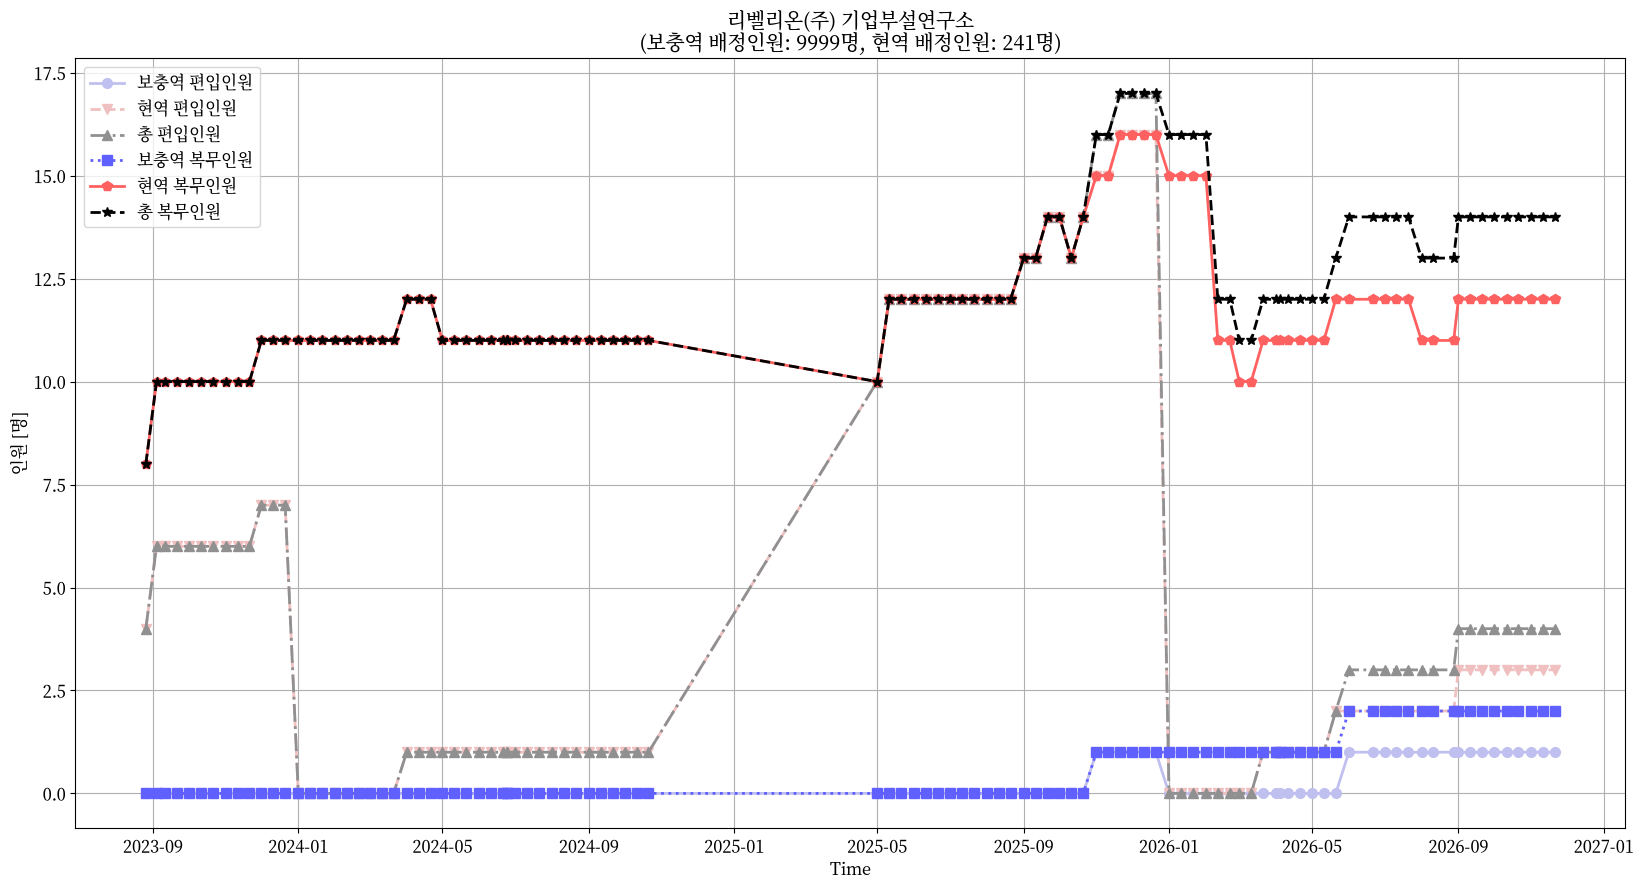 리벨리온(주) 기업부설연구소
(보충역 배정인원: 9999명, 현역 배정인원: 241명)
보충역 편입인원
현역 편입인원
총 편입인원
보충역 복무인원
현역 복무인원
총 복무인원
인원 [명]
17.5
15.0
12.5
10.0
7.5
5.0
2.5
0.0
2023-09
2024-01
2024-05
2024-09
2025-01
2025-05
2025-09
2026-01
2026-05
2026-09
2027-01
Time